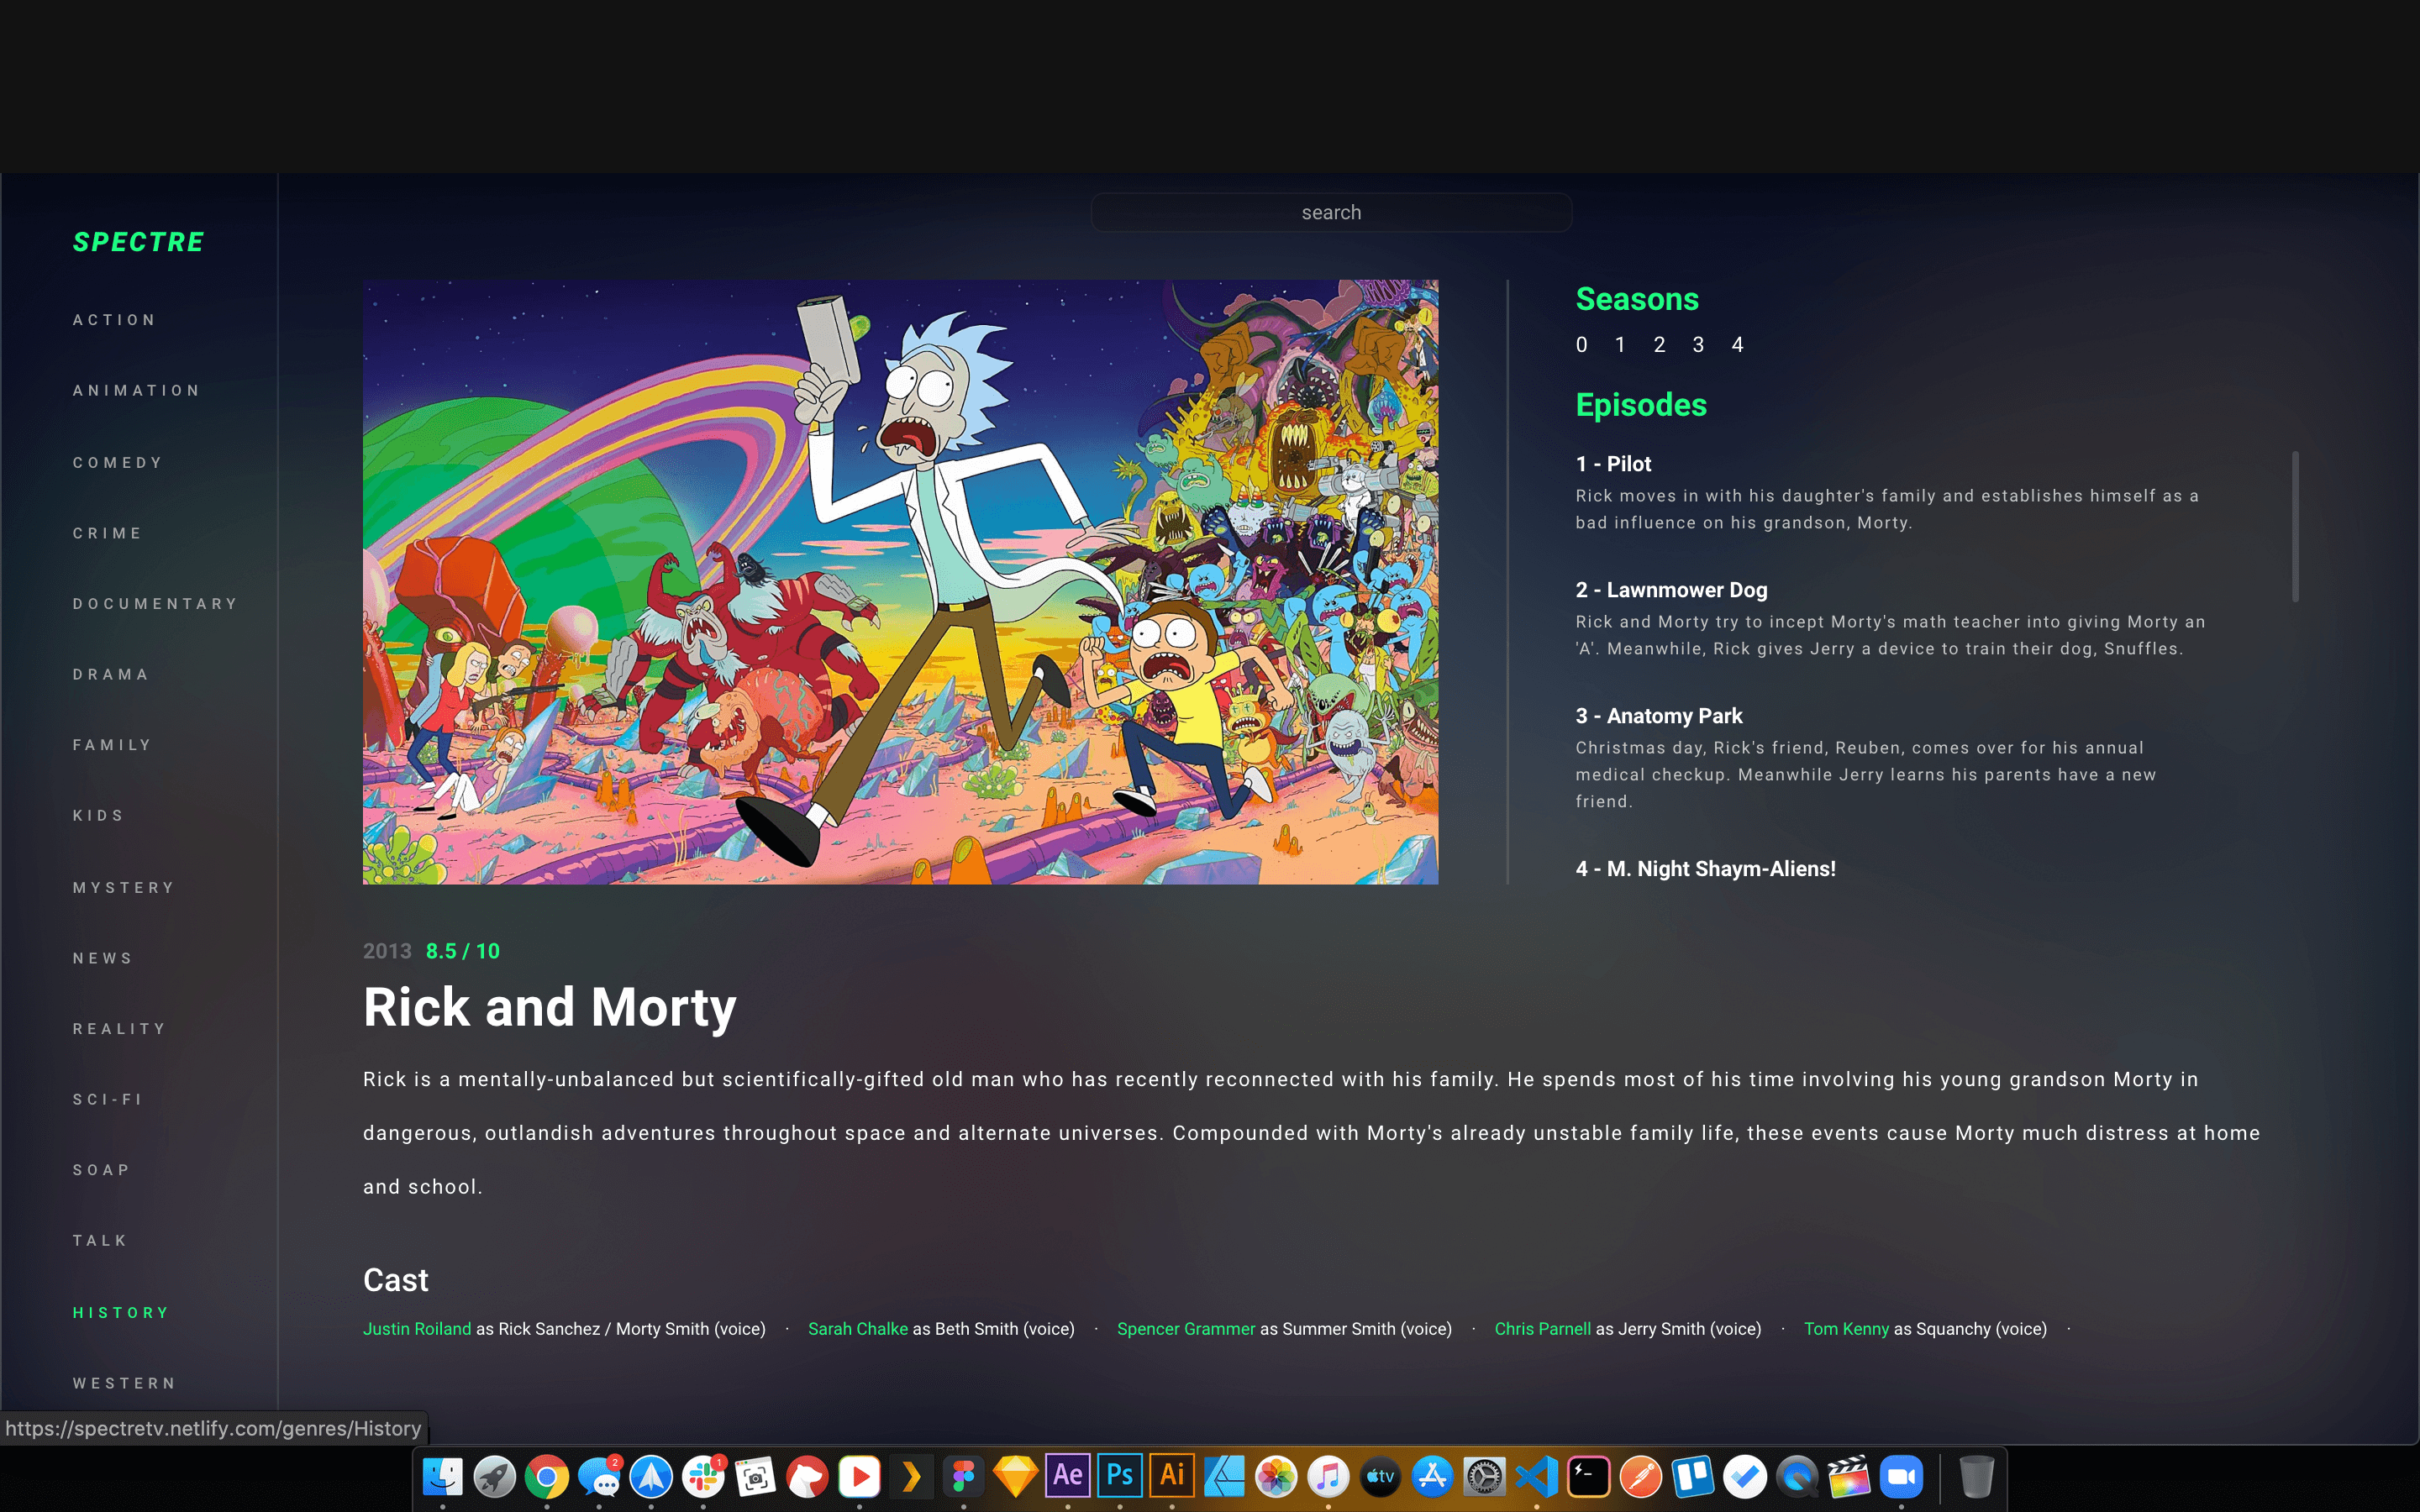 search
SPECTRE
ACTION
ANIMATION
COMEDY
CRIME
DOCUMENTARY
DRAMA
FAMILY
KIDS
MYSTERY
NEWS
REALITY
SCI-FI
SOAP
TALK
HISTORY
WESTERN
Seasons
0 1 2 3 4
Episodes
1 - Pilot
Rick moves in with his daughter's family and establishes himself as a
bad influence on his grandson, Morty.
2 - Lawnmower Dog
Rick and Morty try to incept Morty's math teacher into giving Morty an
'A'. Meanwhile, Rick gives Jerry a device to train their dog, Snuffles.
3 - Anatomy Park
Christmas day, Rick's friend, Reuben, comes over for his annual
medical checkup. Meanwhile Jerry learns his parents have a new
friend.
4 - M. Night Shaym-Aliens!
2013 8.5 / 10
Rick and Morty
Rick is a mentally-unbalanced but scientifically-gifted old man who has recently reconnected with his family. He spends most of his time involving his young grandson Morty in
dangerous, outlandish adventures throughout space and alternate universes. Compounded with Morty's already unstable family life, these events cause Morty much distress at home
and school.
Cast
Justin Roiland as Rick Sanchez / Morty Smith (voice) · Sarah Chalke as Beth Smith (voice) · Spencer Grammer as Summer Smith (voice) · Chris Parnell as Jerry Smith (voice) · Tom Kenny as Squanchy (voice) ·
https://spectretv.netlify.com/genres/History
2 1 Ae Ps Ai tv